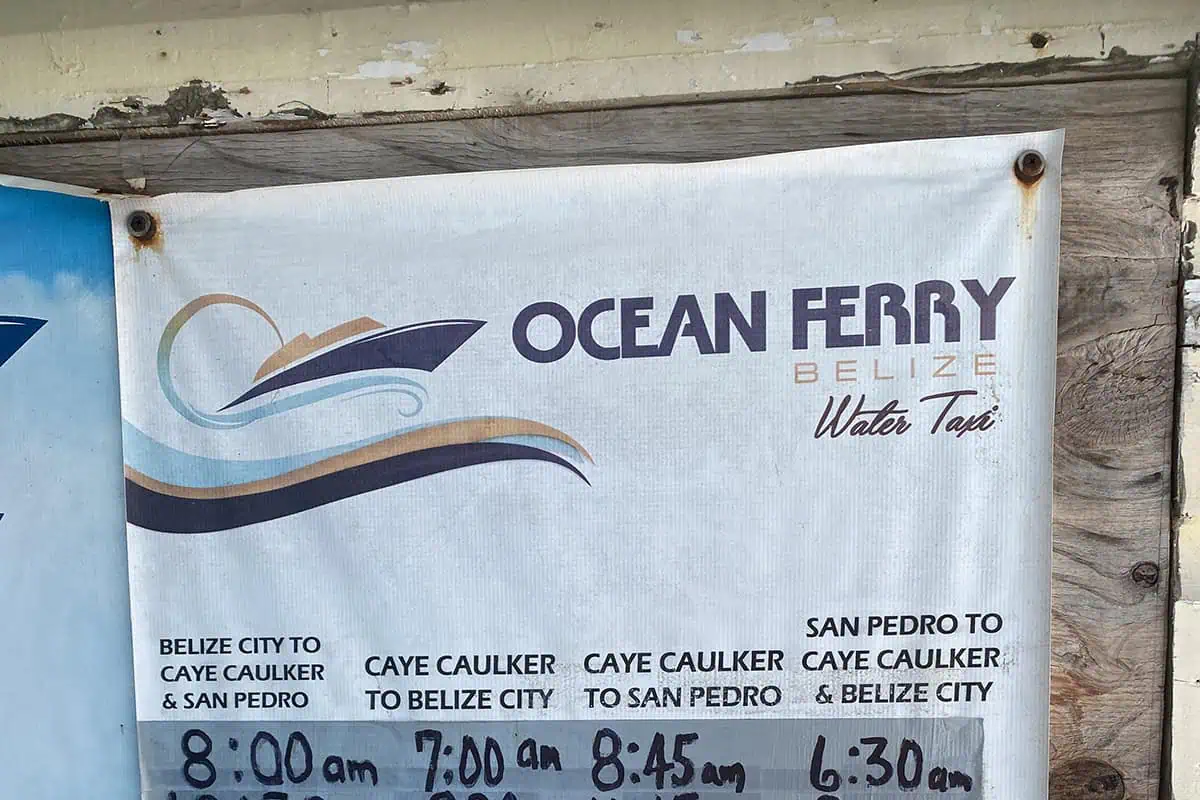 OCEAN FERRY
BELIZE
Water Taxi
BELIZE CITY TO
CAYE CAULKER
& SAN PEDRO
CAYE CAULKER
TO BELIZE CITY
CAYE CAULKER
TO SAN PEDRO
SAN PEDRO TO
CAYE CAULKER
& BELIZE CITY
8:00 am 7:00 am 8:45 am 6:30 am